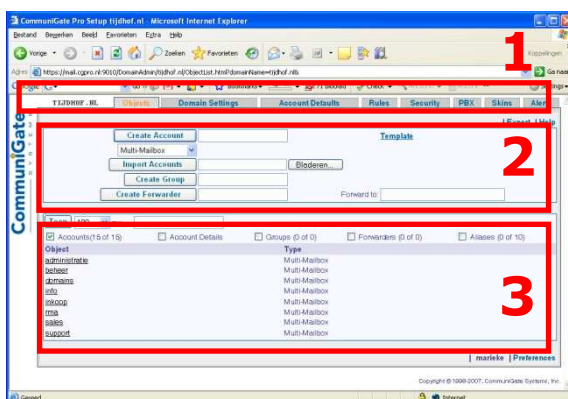 CommuniGate Pro Setup tijdhof.nl - Microsoft Internet Explorer
Bestand Bewerken Beeld Favorieten Extra Help
Vorige Zoeken Favorieten Koppelingen
Adres https://mail.cgpro.nl:9010/DomainAdmin/tijdhof.nl/ObjectList.html?domainName=tijdhof.nl& Ga naar
1
TIJDHOF.NL Objects Domain Settings Account Defaults Rules Security PBX Skins Alerts
CommuniGate
Export Help
Create Account Template
Multi-Mailbox
Import Accounts Bladeren...
Create Group
Create Forwarder Forward to:
2
100
Accounts(15 of 15) Account Details Groups (0 of 0) Forwarders (0 of 0) Aliases (0 of 10)
Object Type
administratie Multi-Mailbox
beheer Multi-Mailbox
domains Multi-Mailbox
info Multi-Mailbox
inkoop Multi-Mailbox
rma Multi-Mailbox
sales Multi-Mailbox
support Multi-Mailbox
3
| marieke | Preferences
Copyright © 1998-2007, CommuniGate Systems, Inc.
Gereed Internet